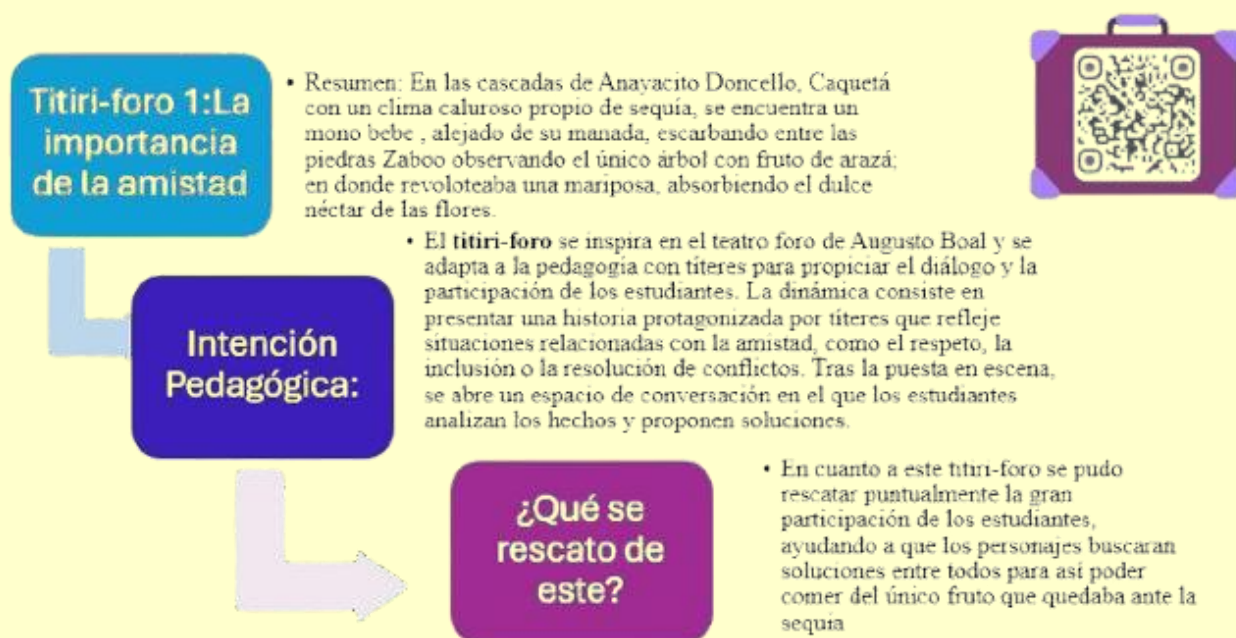 Titiri-foro 1:La
importancia
de la amistad
• Resumen: En las cascadas de Anayacito Doncello, Caquetá
con un clima caluroso propio de sequía, se encuentra un
mono bebe , alejado de su manada, escarbando entre las
piedras Zaboo observando el único árbol con fruto de arazá;
en donde revoloteaba una mariposa, absorbiendo el dulce
néctar de las flores.
Intención
Pedagógica:
• El titiri-foro se inspira en el teatro foro de Augusto Boal y se
adapta a la pedagogía con títeres para propiciar el diálogo y la
participación de los estudiantes. La dinámica consiste en
presentar una historia protagonizada por títeres que refleje
situaciones relacionadas con la amistad, como el respeto, la
inclusión o la resolución de conflictos. Tras la puesta en escena,
se abre un espacio de conversación en el que los estudiantes
analizan los hechos y proponen soluciones.
¿Qué se
rescato de
este?
• En cuanto a este titiri-foro se pudo
rescatar puntualmente la gran
participación de los estudiantes,
ayudando a que los personajes buscaran
soluciones entre todos para así poder
comer del único fruto que quedaba ante la
sequía